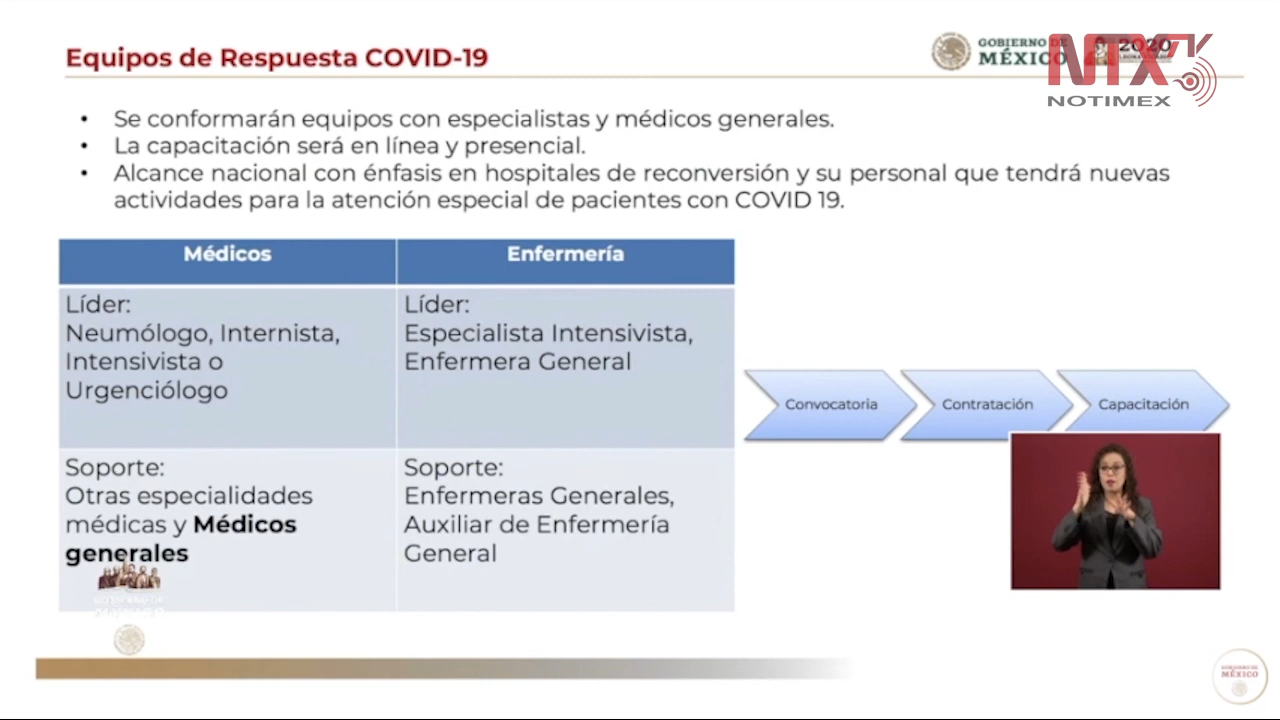 Equipos de Respuesta COVID-19
GOBIERNO DE
MÉXICO
2020
NTX
NOTIMEX
• Se conformarán equipos con especialistas y médicos generales.
• La capacitación será en línea y presencial.
• Alcance nacional con énfasis en hospitales de reconversión y su personal que tendrá nuevas
actividades para la atención especial de pacientes con COVID 19.
Médicos
Enfermería
Líder:
Neumólogo, Internista,
Intensivista o
Urgenciólogo
Líder:
Especialista Intensivista,
Enfermera General
Soporte:
Otras especialidades
médicas y Médicos
generales
Soporte:
Enfermeras Generales,
Auxiliar de Enfermería
General
Convocatoria
Contratación
Capacitación
GOBIERNO DE
MÉXICO